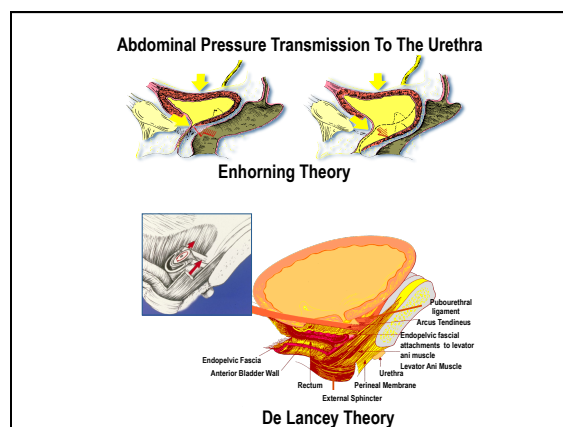 Abdominal Pressure Transmission To The Urethra
Enhorning Theory
Pubourethral
ligament
Arcus Tendineus
Endopelvic fascial
attachments to levator
ani muscle
Levator Ani Muscle
Urethra
Perineal Membrane
External Sphincter
Rectum
Anterior Bladder Wall
Endopelvic Fascia
De Lancey Theory